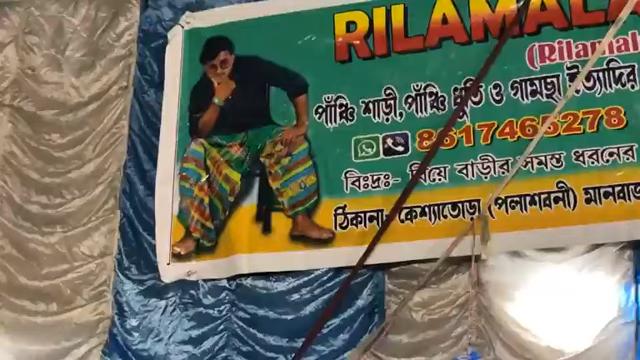 RILAMALA
(Rilamal
পাঁঞ্চি শাড়ী, পাঁঞ্চি ধুতি ও গামছা ইত্যাদির
8617465278
বিঃদ্রঃ- বিয়ে বাড়ীর সমস্ত ধরনের
ঠিকানা - কেশ্যাতোড়া (পলাশবনী) মানবাজ